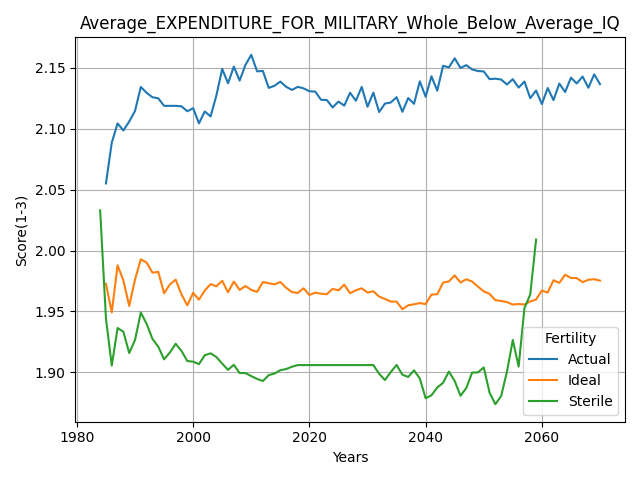 Average_EXPENDITURE_FOR_MILITARY_Whole_Below_Average_IQ
Score(1-3)
2.15
2.10
2.05
2.00
1.95
1.90
1980
2000
2020
2040
2060
Years
Fertility
Actual
Ideal
Sterile